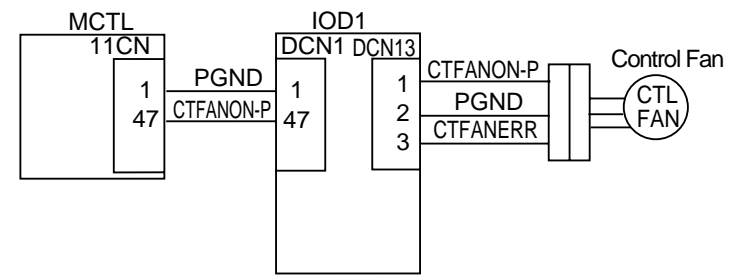 MCTL
11CN
1
47
PGND
CTFANON-P
IOD1
DCN1
DCN13
1
47
1
2
3
CTFANON-P
PGND
CTFANERR
Control Fan
CTL
FAN